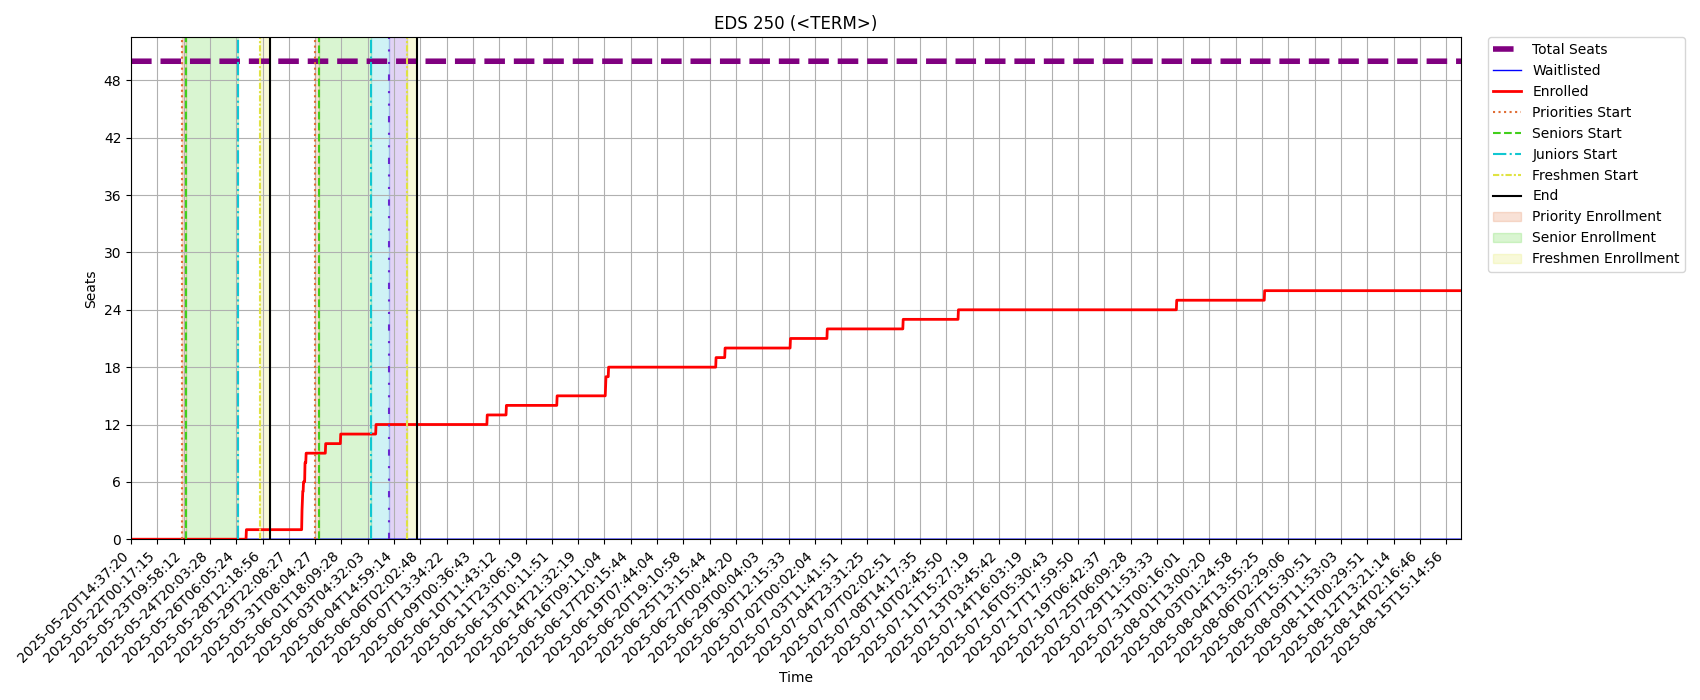 EDS 250 (<TERM>)
Total Seats
Waitlisted
Enrolled
Priorities Start
Seniors Start
Juniors Start
Freshmen Start
End
Priority Enrollment
Senior Enrollment
Freshmen Enrollment
Seats
48
42
36
30
24
18
12
6
0
2025-05-20T14:37:20
2025-05-22T00:17:15
2025-05-23T09:58:12
2025-05-24T20:03:28
2025-05-26T06:05:24
2025-05-28T12:18:56
2025-05-29T22:08:27
2025-05-31T08:04:27
2025-06-01T18:09:28
2025-06-03T04:32:03
2025-06-04T14:59:14
2025-06-06T02:02:48
2025-06-07T13:34:22
2025-06-09T00:36:43
2025-06-10T11:43:12
2025-06-11T23:06:19
2025-06-13T10:11:51
2025-06-14T21:32:19
2025-06-16T09:11:04
2025-06-17T20:15:44
2025-06-19T07:44:04
2025-06-20T19:10:58
2025-06-25T13:15:44
2025-06-27T00:44:20
2025-06-29T00:04:03
2025-06-30T12:15:33
2025-07-02T00:02:04
2025-07-03T11:41:51
2025-07-04T23:31:25
2025-07-07T02:02:51
2025-07-08T14:17:35
2025-07-10T02:45:50
2025-07-11T15:27:19
2025-07-13T03:45:42
2025-07-14T16:03:19
2025-07-16T05:30:43
2025-07-17T17:59:50
2025-07-19T06:42:37
2025-07-25T06:09:28
2025-07-29T11:53:33
2025-07-31T00:16:01
2025-08-01T13:00:20
2025-08-03T01:24:58
2025-08-04T13:55:25
2025-08-06T02:29:06
2025-08-07T15:30:51
2025-08-09T11:53:03
2025-08-11T00:29:51
2025-08-12T13:21:14
2025-08-14T02:16:46
2025-08-15T15:14:56
Time